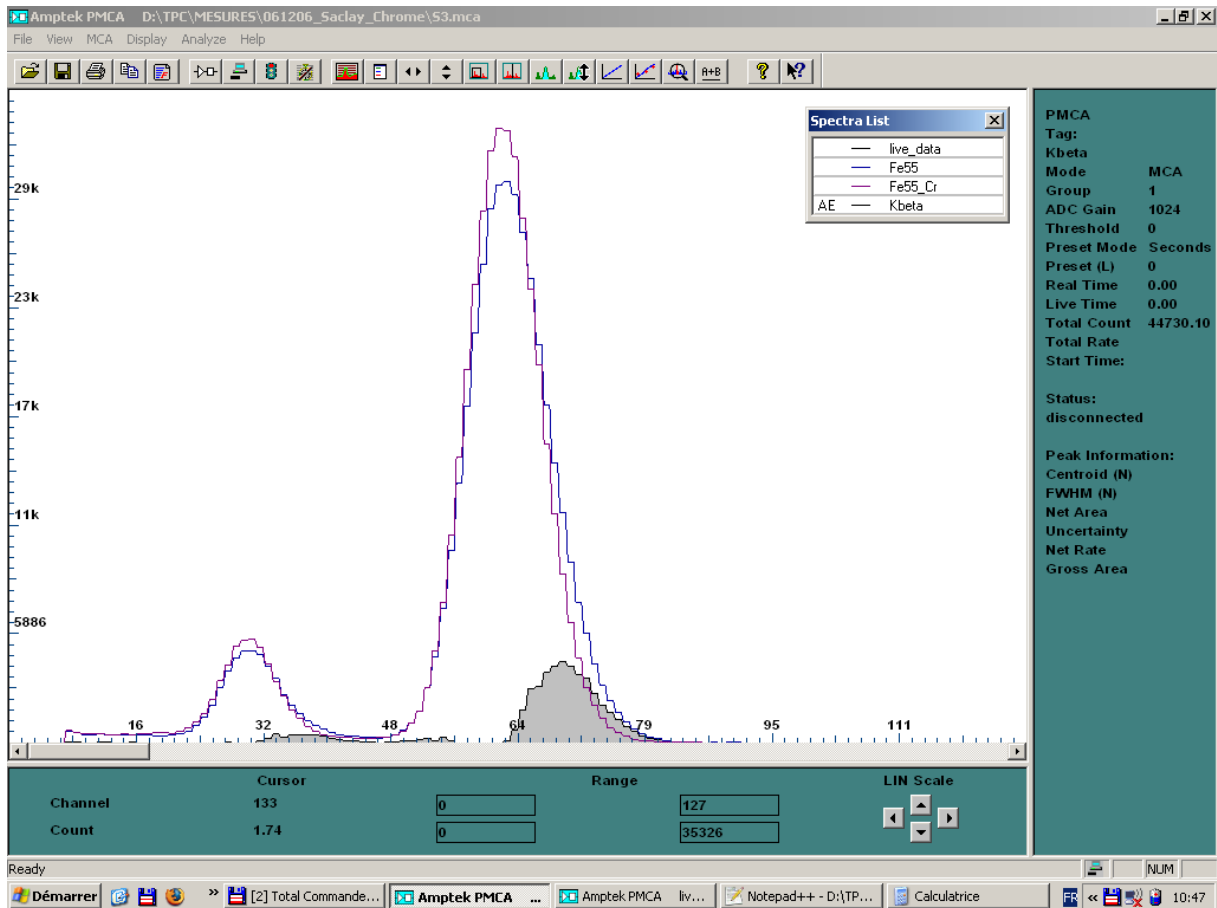 Amptek PMCA D:\TPC\MESURES\061206_Saclay_Chrome\S3.mca
File View MCA Display Analyze Help
A+B
Spectra List
live_data
Fe55
Fe55_Cr
AE Kbeta
29k
23k
17k
11k
5886
16 32 48 64 79 95 111
PMCA
Tag:
Kbeta
Mode MCA
Group 1
ADC Gain 1024
Threshold 0
Preset Mode Seconds
Preset (L) 0
Real Time 0.00
Live Time 0.00
Total Count 44730.10
Total Rate
Start Time:
Status:
disconnected
Peak Information:
Centroid (N)
FWHM (N)
Net Area
Uncertainty
Net Rate
Gross Area
Cursor Range LIN Scale
Channel 133 0 127
Count 1.74 0 35326
Ready NUM
Démarrer » [2] Total Commande... Amptek PMCA ... Amptek PMCA liv... Notepad++ - D:\TP... Calculatrice FR « 10:47